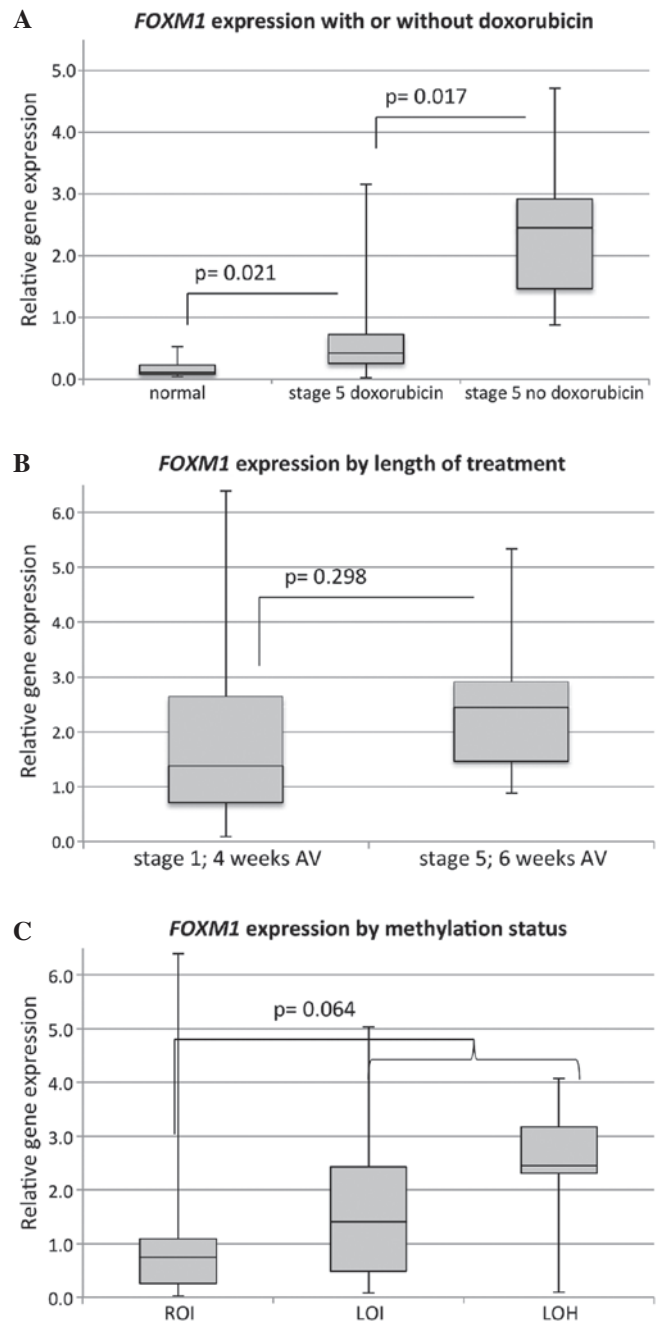 A
FOXM1 expression with or without doxorubicin
Relative gene expression
5.0
4.0
3.0
2.0
1.0
0.0
p= 0.017
p= 0.021
normal
stage 5 doxorubicin
stage 5 no doxorubicin
B
FOXM1 expression by length of treatment
Relative gene expression
6.0
5.0
4.0
3.0
2.0
1.0
0.0
p= 0.298
stage 1; 4 weeks AV
stage 5; 6 weeks AV
C
FOXM1 expression by methylation status
Relative gene expression
6.0
5.0
4.0
3.0
2.0
1.0
0.0
p= 0.064
ROI
LOI
LOH